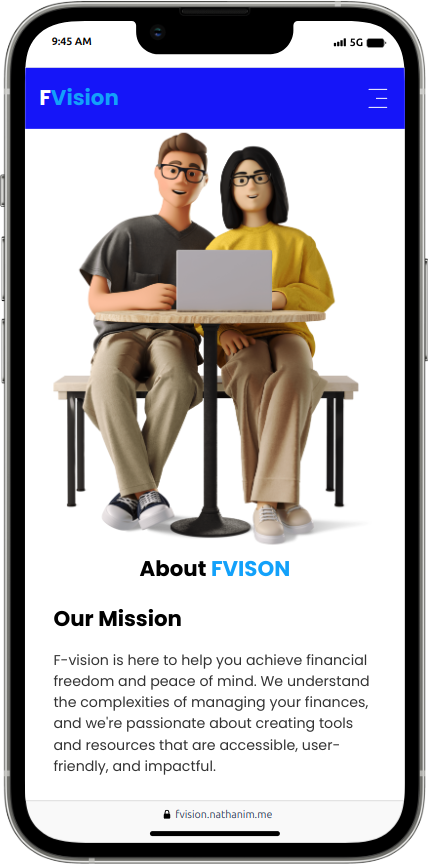 9:45 AM
5G
FVision
About FVISON
Our Mission
F-vision is here to help you achieve financial
freedom and peace of mind. We understand
the complexities of managing your finances,
and we're passionate about creating tools
and resources that are accessible, user-
friendly, and impactful.
fvision.nathanim.me